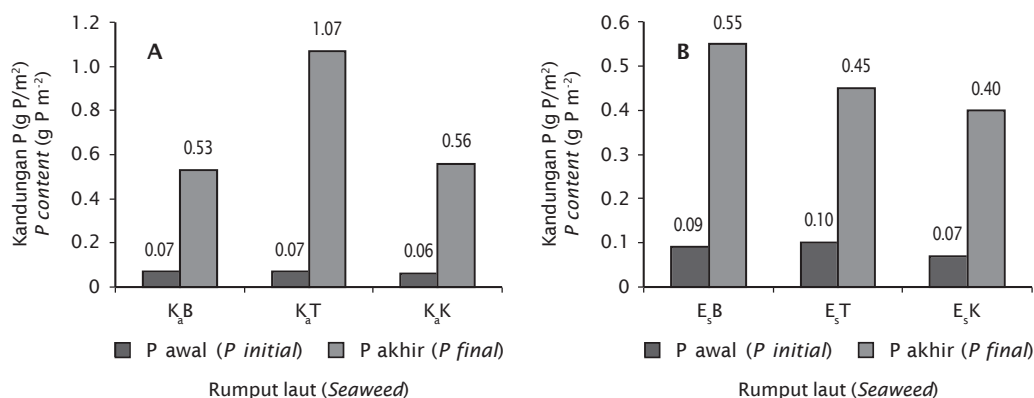 Kandungan P (g P/m²)
P content (g P m⁻²)
1.2
1.0
0.8
0.6
0.4
0.2
0
A
0.07
0.53
0.07
1.07
0.06
0.56
KₐB
KₐT
KₐK
P awal (P initial)
P akhir (P final)
Rumput laut (Seaweed)
Kandungan P (g P/m²)
P content (g P m⁻²)
0.6
0.5
0.4
0.3
0.2
0.1
0.0
B
0.09
0.55
0.10
0.45
0.07
0.40
EₛB
EₛT
EₛK
P awal (P initial)
P akhir (P final)
Rumput laut (Seaweed)